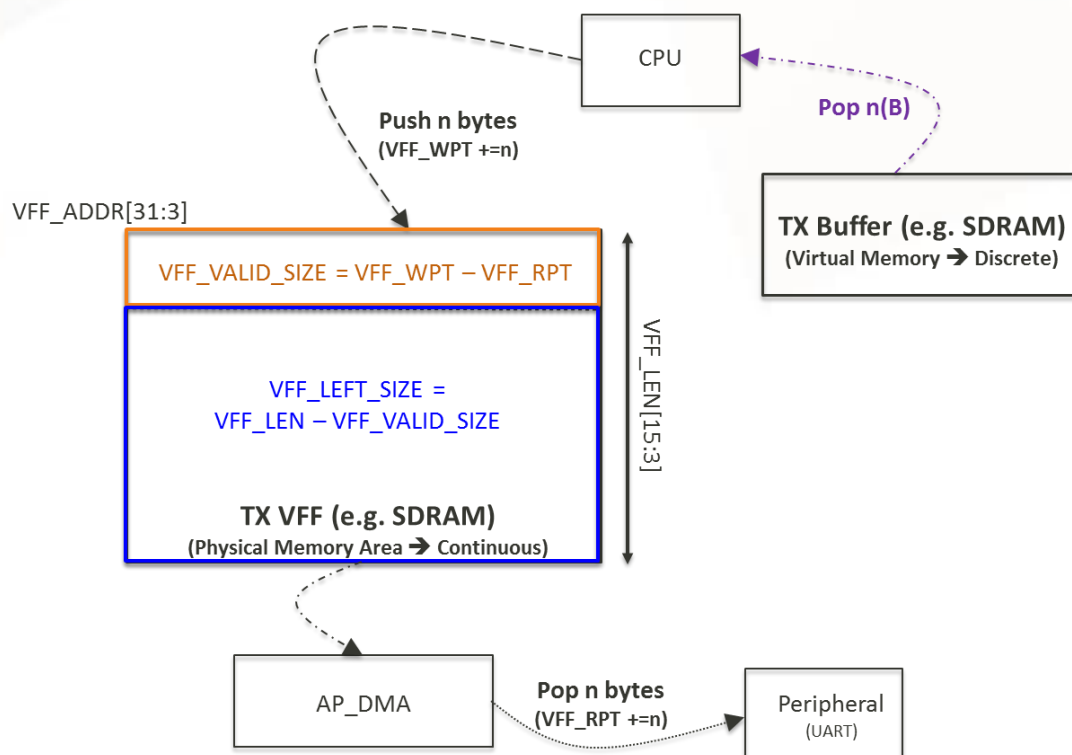 CPU
Pop n(B)
Push n bytes
(VFF_WPT +=n)
VFF_ADDR[31:3]
TX Buffer (e.g. SDRAM)
(Virtual Memory ➔ Discrete)
VFF_VALID_SIZE = VFF_WPT – VFF_RPT
VFF_LEN[15:3]
VFF_LEFT_SIZE =
VFF_LEN – VFF_VALID_SIZE
TX VFF (e.g. SDRAM)
(Physical Memory Area ➔ Continuous)
AP_DMA
Pop n bytes
(VFF_RPT +=n)
Peripheral
(UART)